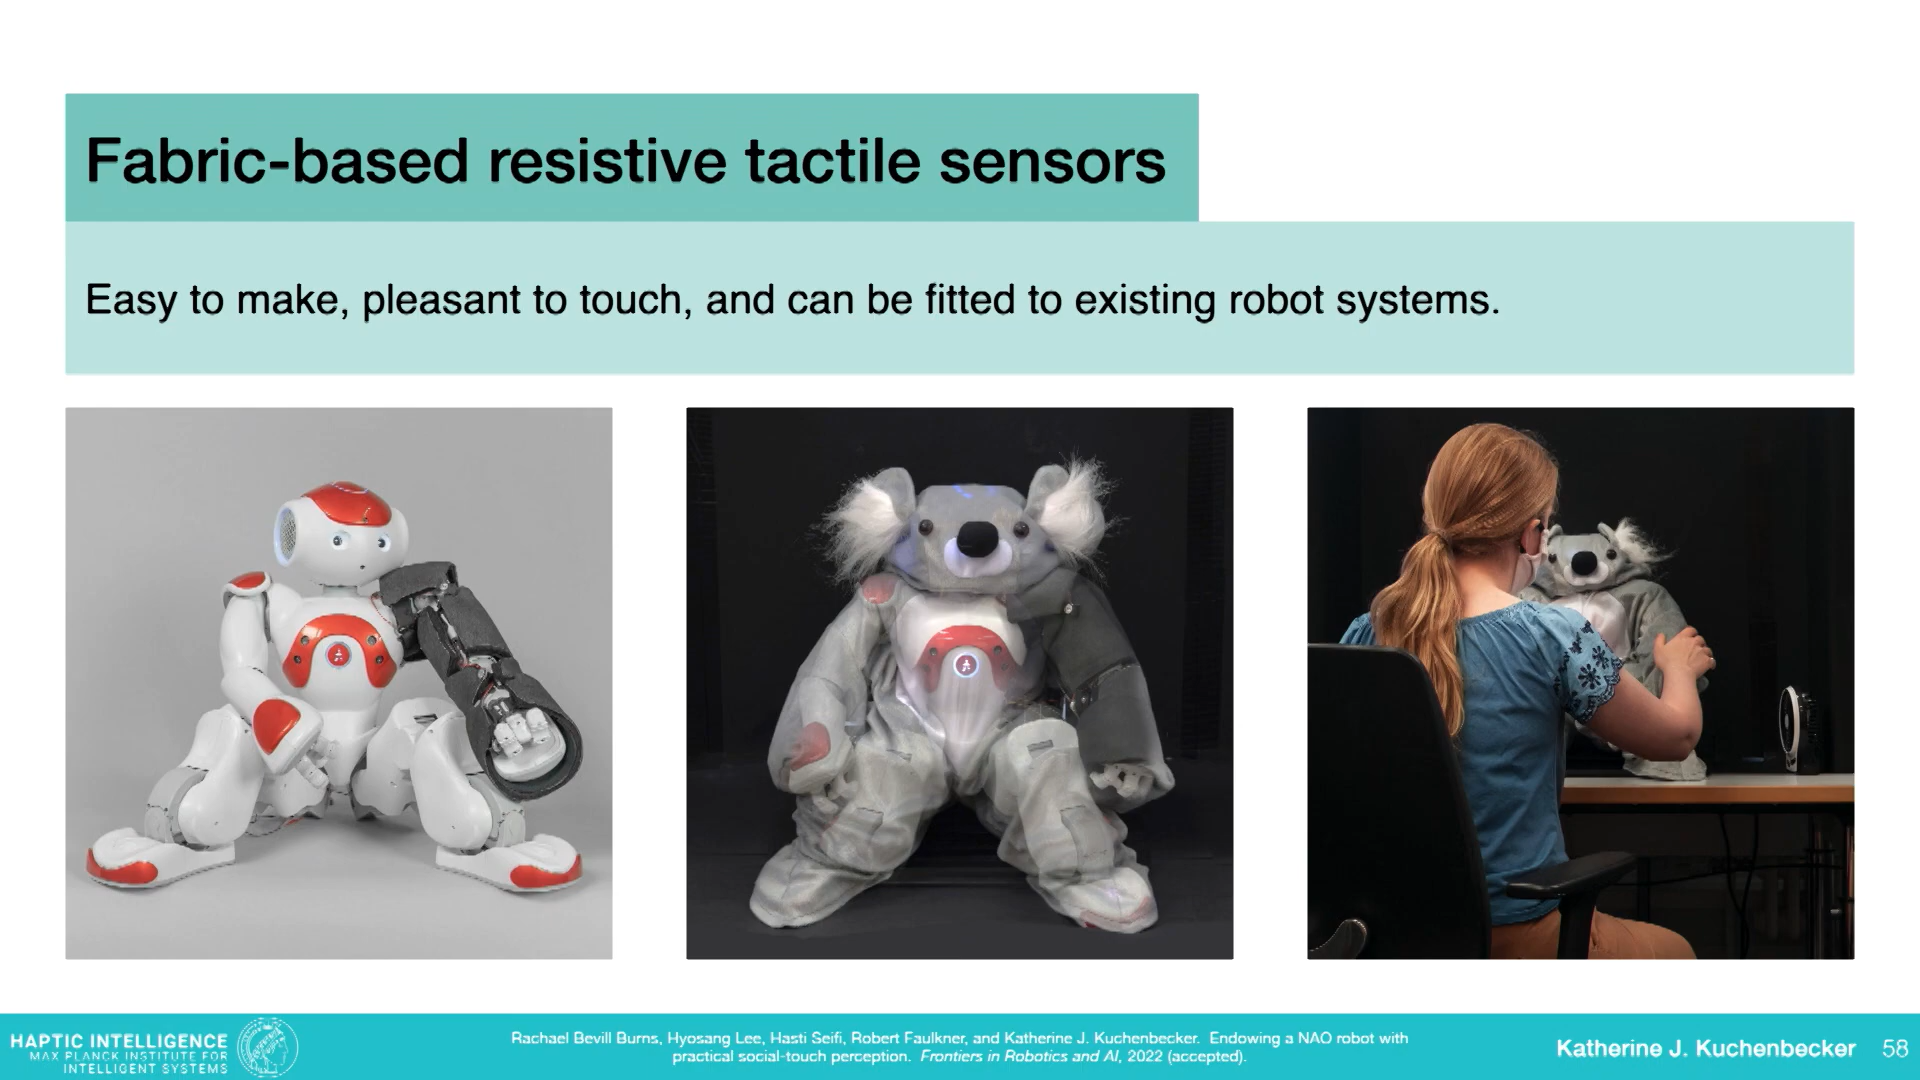 Fabric-based resistive tactile sensors
Easy to make, pleasant to touch, and can be fitted to existing robot systems.
HAPTIC INTELLIGENCE
MAX PLANCK INSTITUTE FOR
INTELLIGENT SYSTEMS
Rachael Bevill Burns, Hyosang Lee, Hasti Seifi, Robert Faulkner, and Katherine J. Kuchenbecker. Endowing a NAO robot with
practical social-touch perception. Frontiers in Robotics and AI, 2022 (accepted).
Katherine J. Kuchenbecker 58